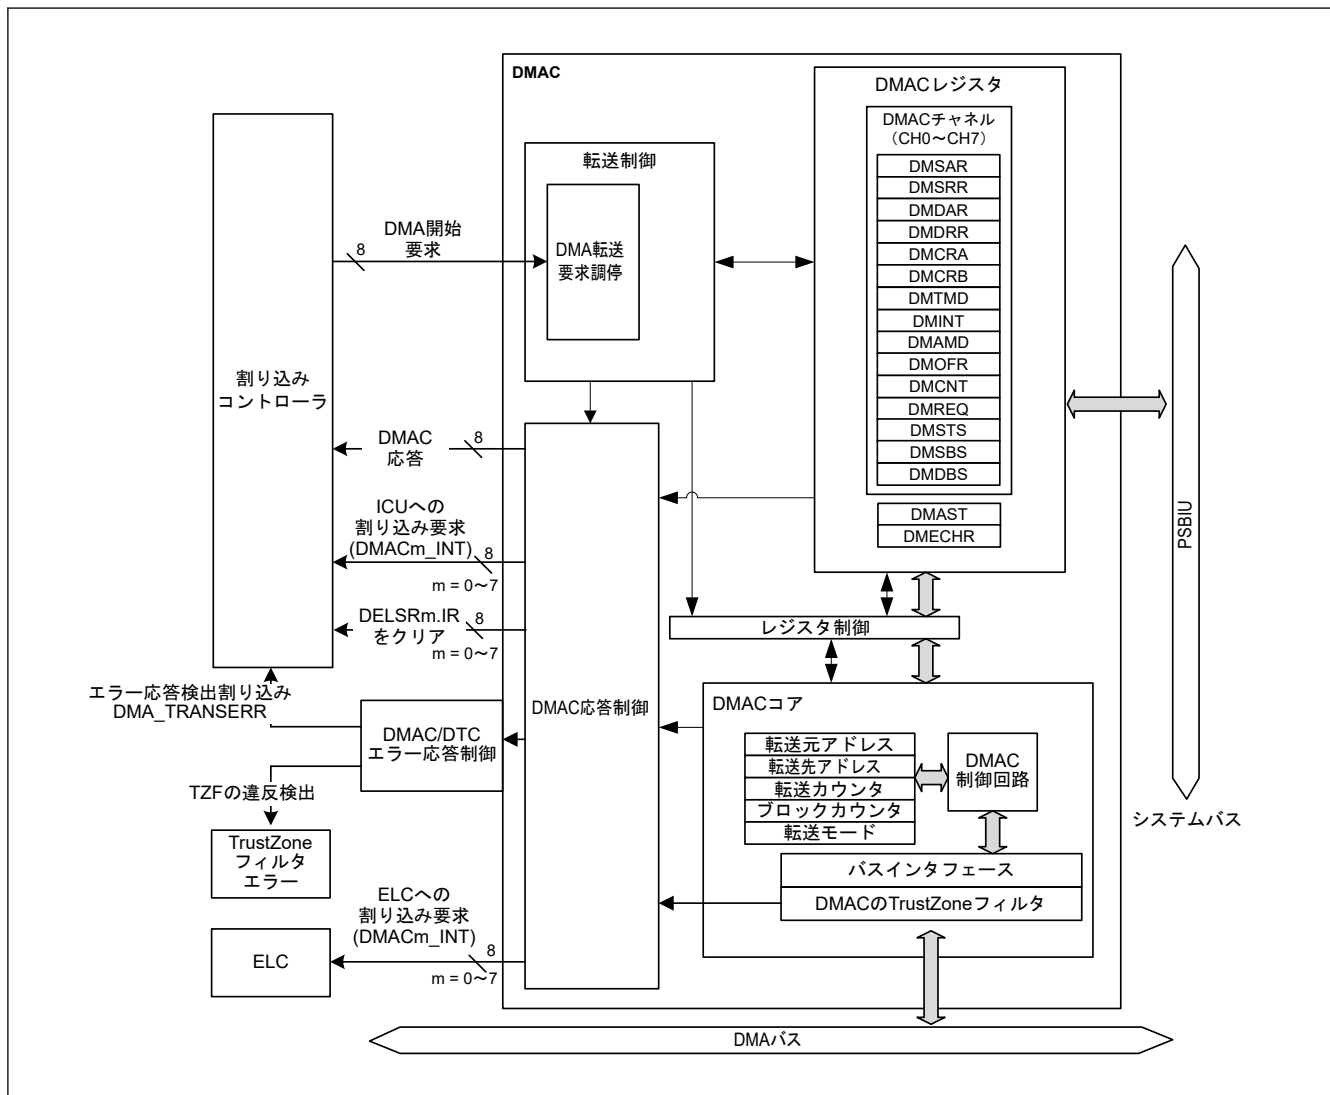 DMAC
DMACレジスタ
DMACチャネル
（CH0～CH7）
DMSAR
DMSRR
DMDAR
DMDRR
DMCRA
DMCRB
DMTMD
DMINT
DMAMD
DMOFR
DMCNT
DMREQ
DMSTS
DMSBS
DMDBS
DMAST
DMECHR
転送制御
DMA転送
要求調停
DMA開始
要求
8
割り込み
コントローラ
DMAC
応答
8
ICUへの
割り込み要求
(DMACm_INT)
8
m = 0～7
DELSRm.IR
をクリア
8
m = 0～7
エラー応答検出割り込み
DMA_TRANSERR
DMAC/DTC
エラー応答制御
TZFの違反検出
TrustZone
フィルタ
エラー
ELCへの
割り込み要求
(DMACm_INT)
8
m = 0～7
ELC
DMAC応答制御
レジスタ制御
DMACコア
転送元アドレス
転送先アドレス
転送カウンタ
ブロックカウンタ
転送モード
DMAC
制御回路
バスインタフェース
DMACのTrustZoneフィルタ
PSBIU
システムバス
DMAバス